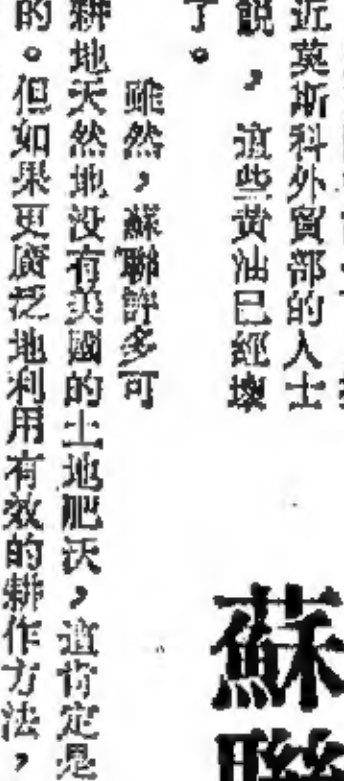 近莫斯科外貿部的人士
說，這些黄油已經壞
了。
雖然，蘇聯許多可
耕地天然地没有美國的土地肥沃，這肯定是
的。但如果更廣泛地利用有效的耕作方法，
蘇聯